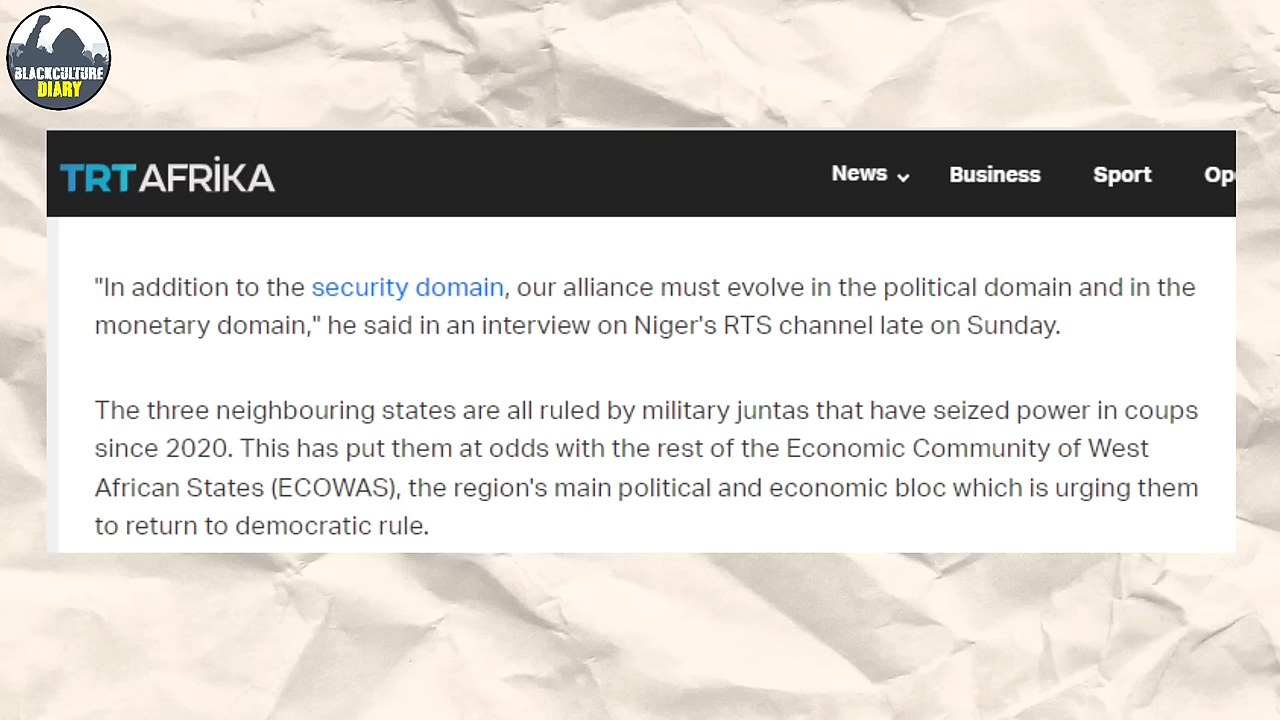 BLACKCULTURE
DIARY
TRT AFRİKA
News
Business
Sport
Op
"In addition to the security domain, our alliance must evolve in the political domain and in the
monetary domain," he said in an interview on Niger's RTS channel late on Sunday.
The three neighbouring states are all ruled by military juntas that have seized power in coups
since 2020. This has put them at odds with the rest of the Economic Community of West
African States (ECOWAS), the region's main political and economic bloc which is urging them
to return to democratic rule.